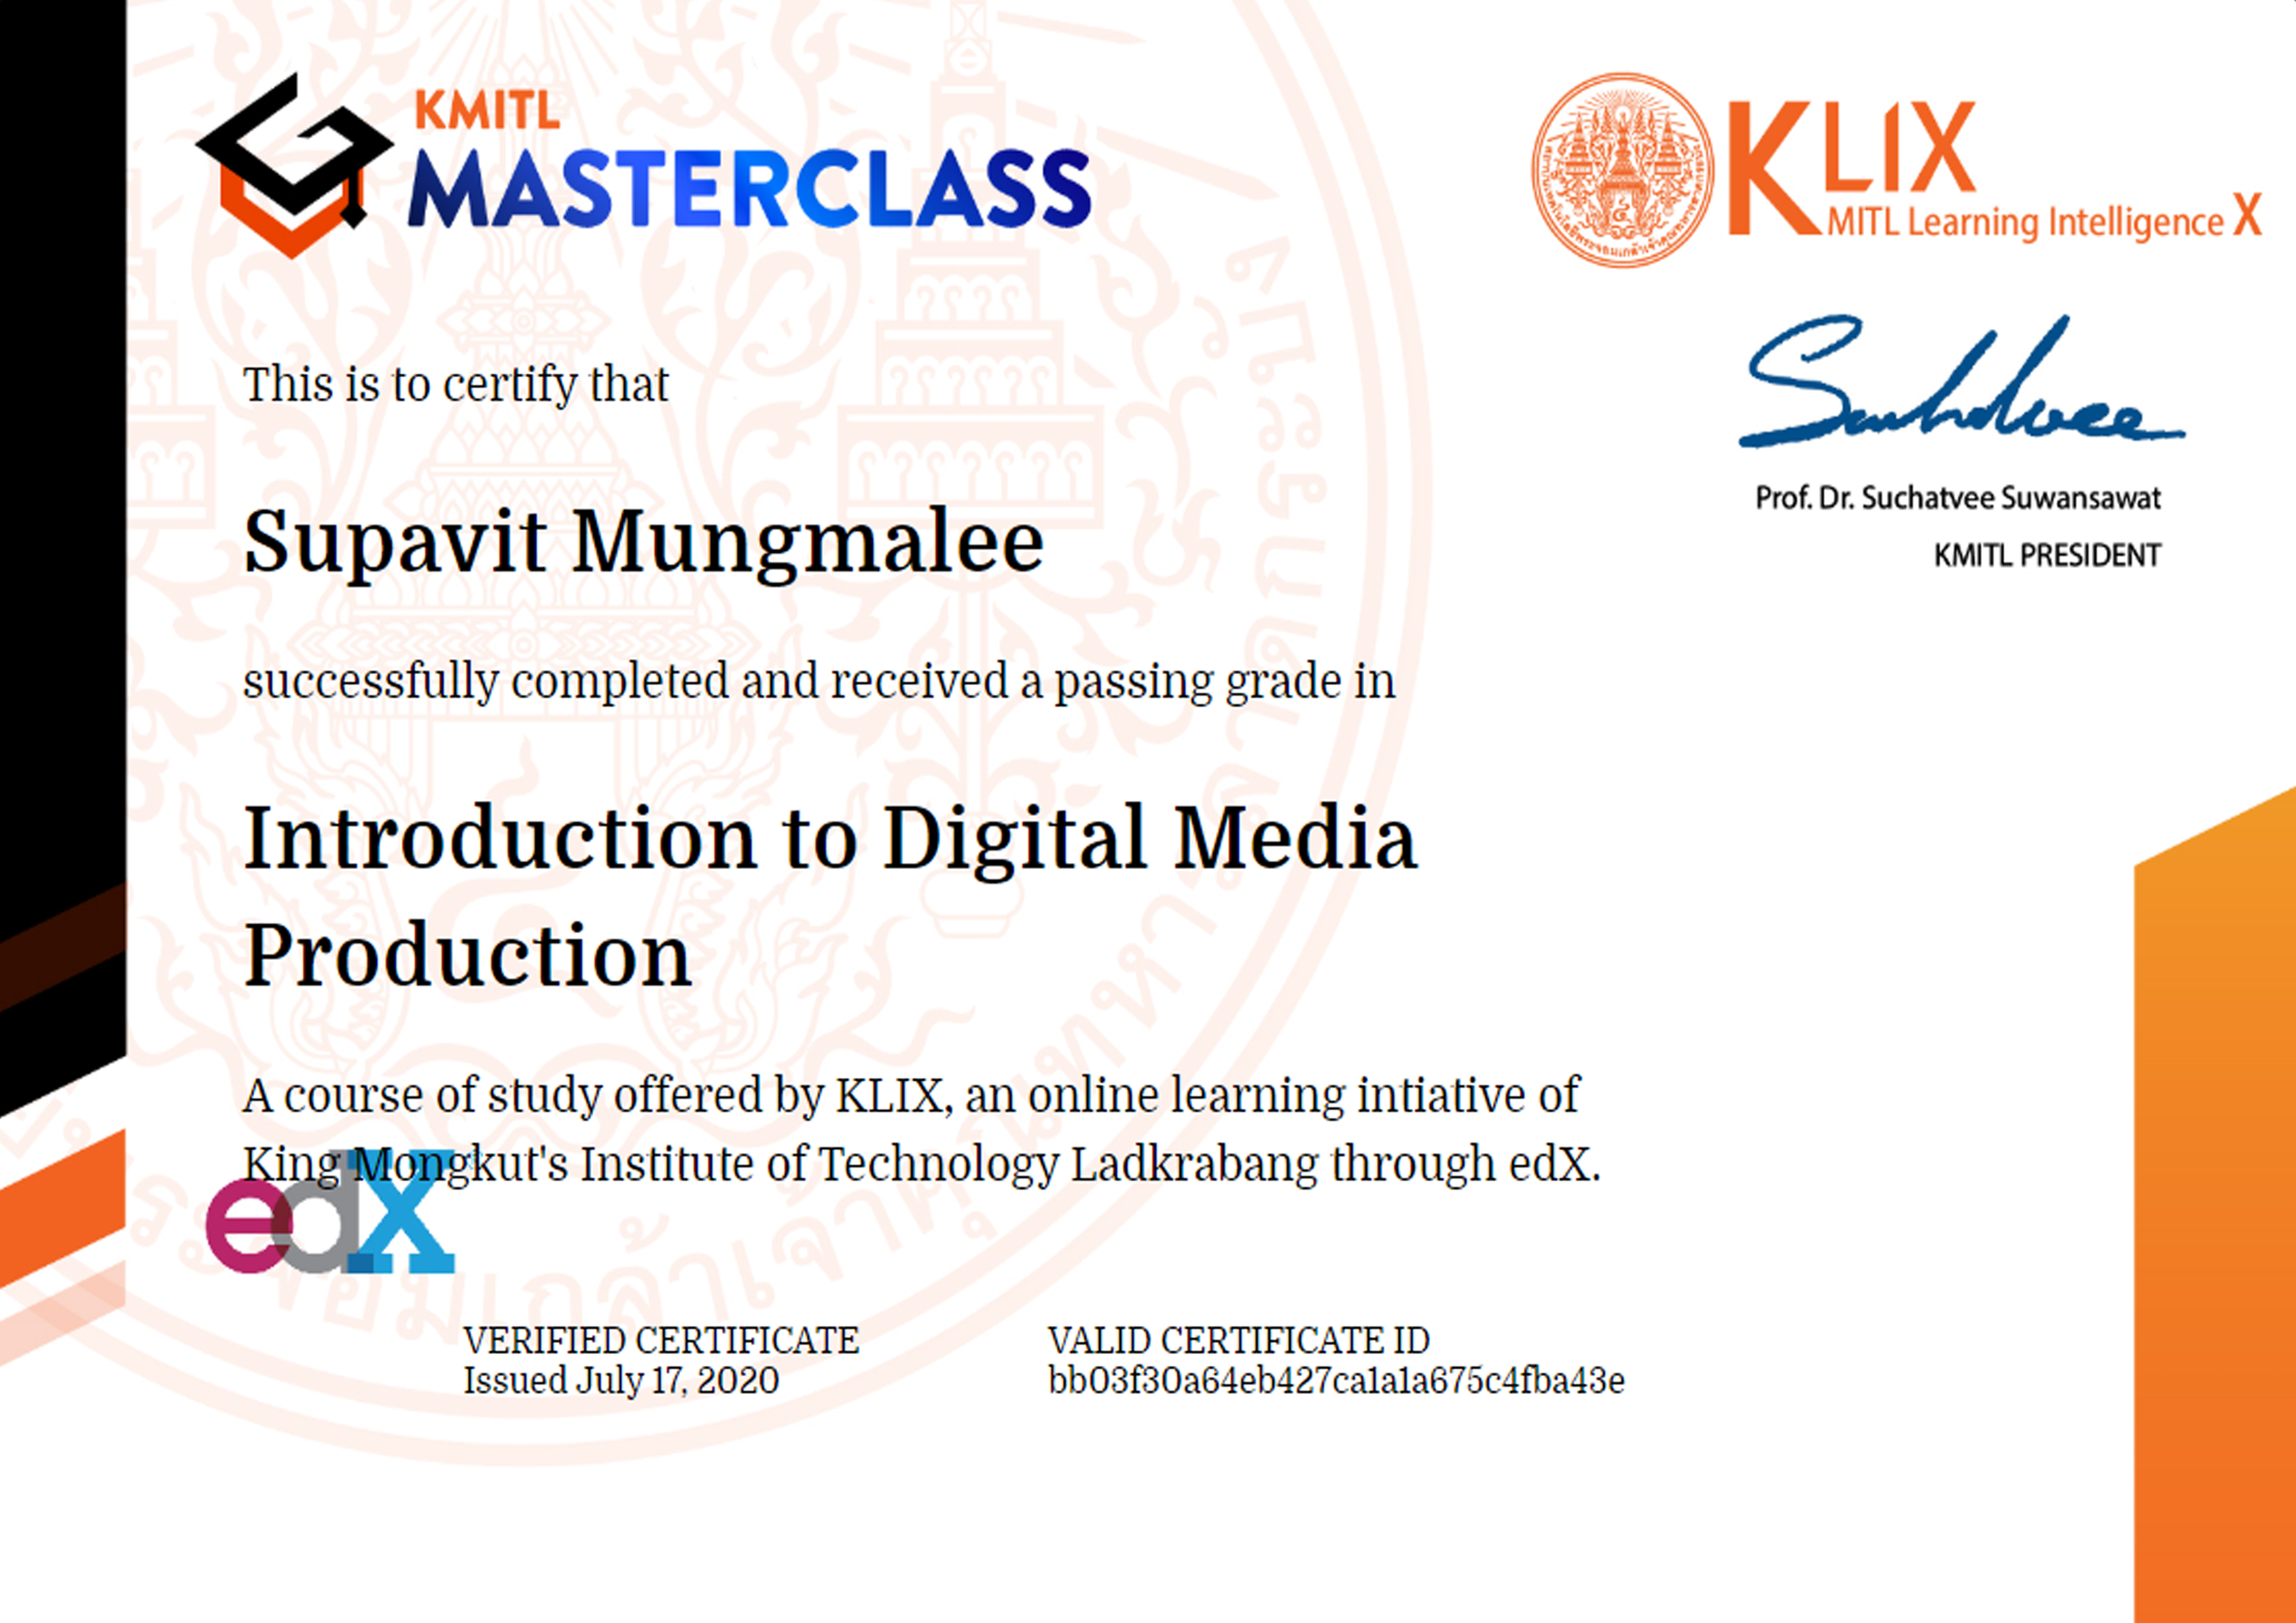 KMITL
MASTERCLASS
KLIX
MITL Learning Intelligence X
Suchatvee
Prof. Dr. Suchatvee Suwansawat
KMITL PRESIDENT
This is to certify that
Supavit Mungmalee
successfully completed and received a passing grade in
Introduction to Digital Media
Production
A course of study offered by KLIX, an online learning intiative of
King Mongkut's Institute of Technology Ladkrabang through edX.
edX
VERIFIED CERTIFICATE
Issued July 17, 2020
VALID CERTIFICATE ID
bb03f30a64eb427ca1a1a675c4fba43e